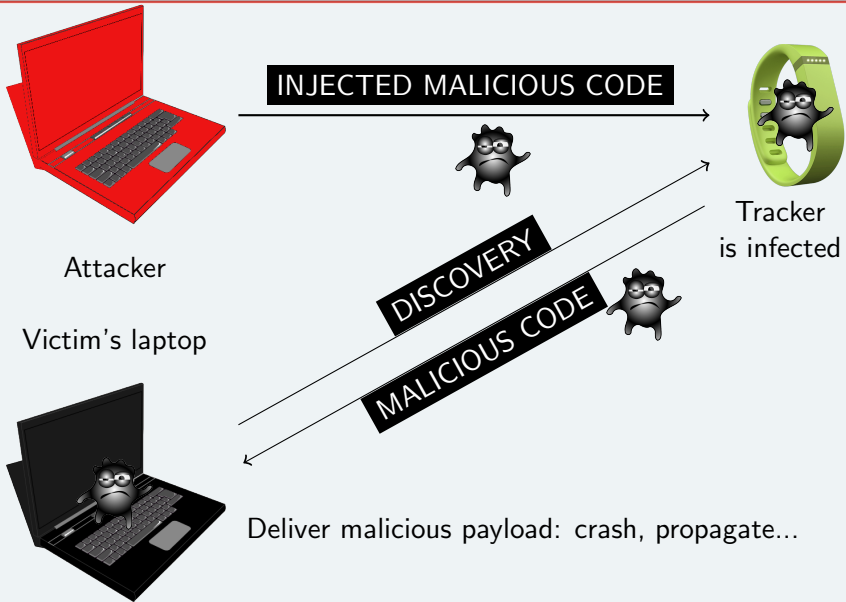 INJECTED MALICIOUS CODE
Tracker
is infected
Attacker
DISCOVERY
MALICIOUS CODE
Victim's laptop
Deliver malicious payload: crash, propagate...